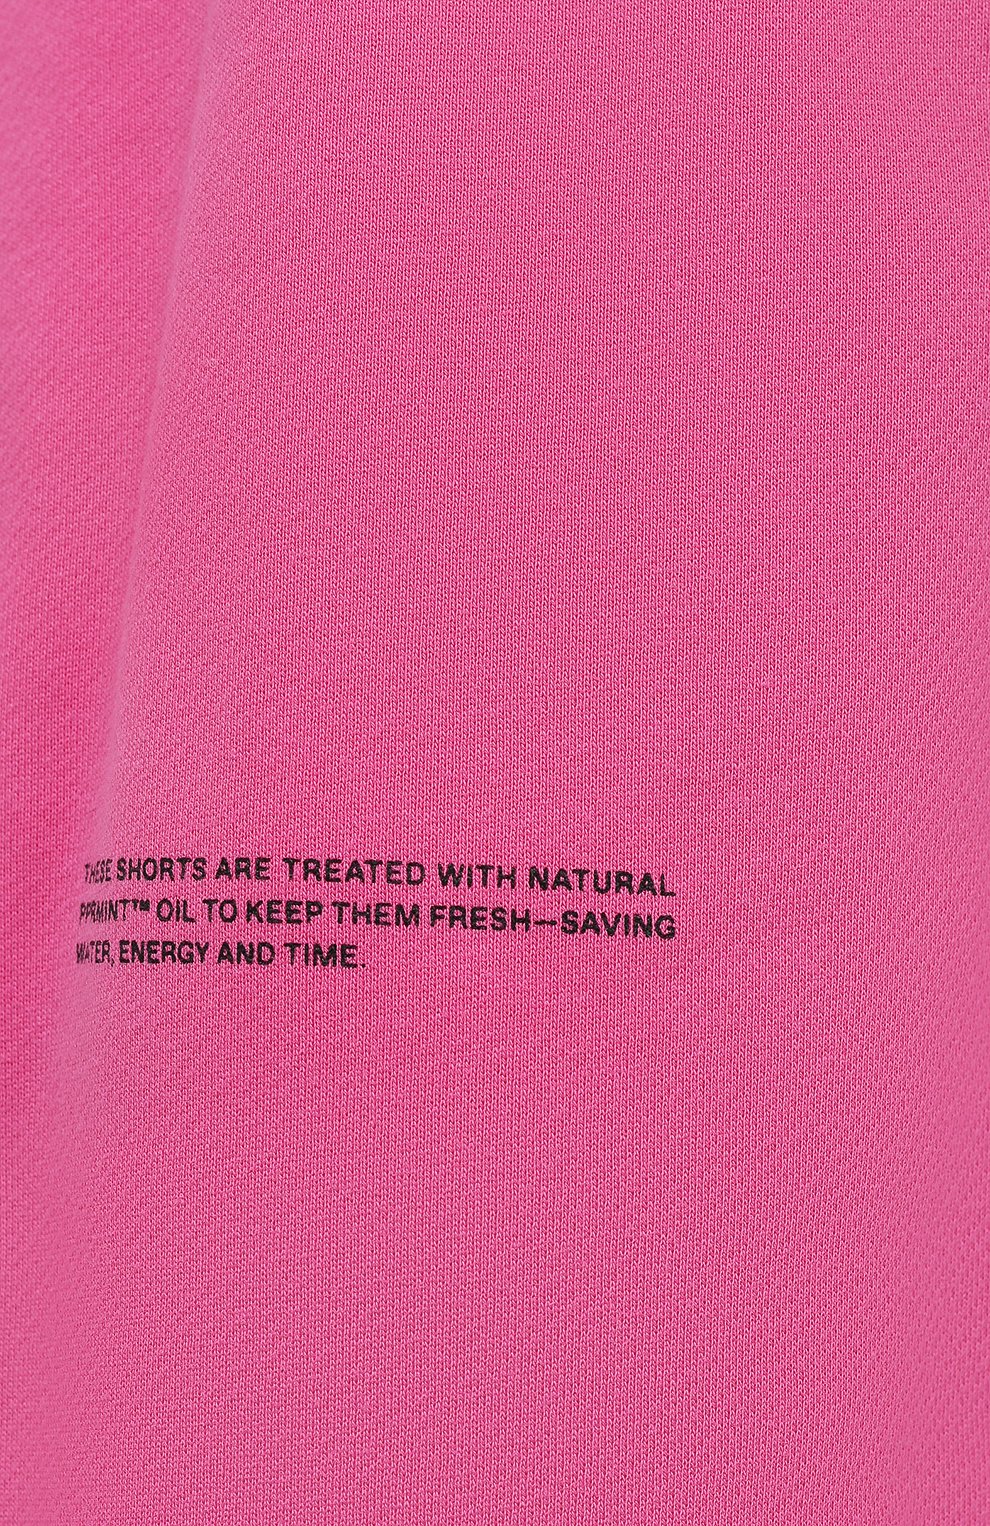 THESE SHORTS ARE TREATED WITH NATURAL
PPRMINT™ OIL TO KEEP THEM FRESH—SAVING
WATER, ENERGY AND TIME.